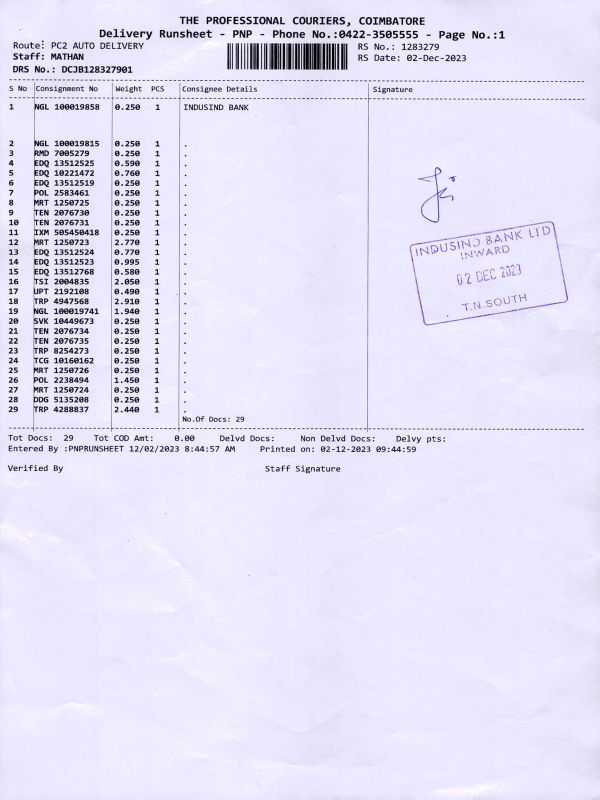 THE PROFESSIONAL COURIERS, COIMBATORE
Delivery Runsheet - PNP - Phone No.:0422-3505555 - Page No.:1
Route: PC2 AUTO DELIVERY RS No.: 1283279
Staff: MATHAN RS Date: 02-Dec-2023
DRS No.: DCJB128327901
S No Consignment No Weight PCS Consignee Details Signature
1 NGL 100019858 0.250 1 INDUSIND BANK
2 NGL 100019815 0.250 1 .
3 RMD 7005279 0.250 1 .
4 EDQ 13512525 0.590 1 .
5 EDQ 10221472 0.760 1 .
6 EDQ 13512519 0.250 1 .
7 POL 2583461 0.250 1 .
8 MRT 1250725 0.250 1 .
9 TEN 2076730 0.250 1 .
10 TEN 2076731 0.250 1 .
11 IXM 505450418 0.250 1 .
12 MRT 1250723 2.770 1 .
13 EDQ 13512524 0.770 1 .
14 EDQ 13512523 0.995 1 .
15 EDQ 13512768 0.580 1 .
16 TSI 2004835 2.050 1 .
17 UPT 2192108 0.490 1 .
18 TRP 4947568 2.910 1 .
19 NGL 100019741 1.940 1 .
20 SVK 10449673 0.250 1 .
21 TEN 2076734 0.250 1 .
22 TEN 2076735 0.250 1 .
23 TRP 8254273 0.250 1 .
24 TCG 10160162 0.250 1 .
25 MRT 1250726 0.250 1 .
26 POL 2238494 1.450 1 .
27 MRT 1250724 0.250 1 .
28 DDG 5135208 0.250 1 .
29 TRP 4288837 2.440 1 .
No.Of Docs: 29
INDUSIND BANK LTD
INWARD
02 DEC 2023
T.N.SOUTH
Tot Docs: 29 Tot COD Amt: 0.00 Delvd Docs: Non Delvd Docs: Delvy pts:
Entered By :PNPRUNSHEET 12/02/2023 8:44:57 AM Printed on: 02-12-2023 09:44:59
Verified By Staff Signature